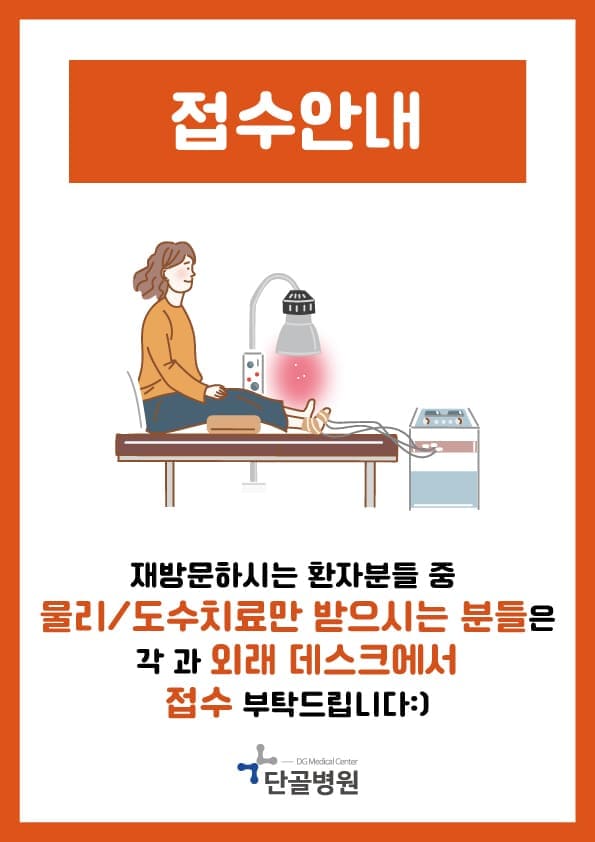 접수안내
재방문하시는 환자분들 중
물리/도수치료만 받으시는 분들은
각 과 외래 데스크에서
접수 부탁드립니다:)
DG Medical Center
단골병원